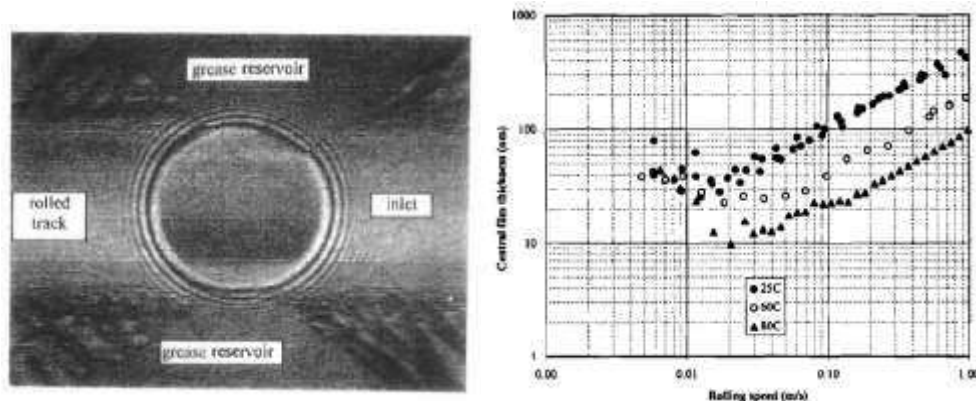 grease reservoir
rolled
track
inlet
grease reservoir
1000
100
10
1
Central film thickness (nm)
25C
60C
80C
0.00
0.01
0.10
1.00
Rolling speed (m/s)